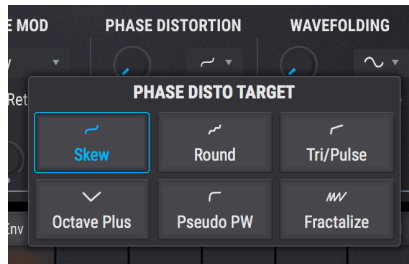 E MOD PHASE DISTORTION WAVEFOLDING
Ret
PHASE DISTO TARGET
Skew Round Tri/Pulse
Octave Plus Pseudo PW Fractalize
Env